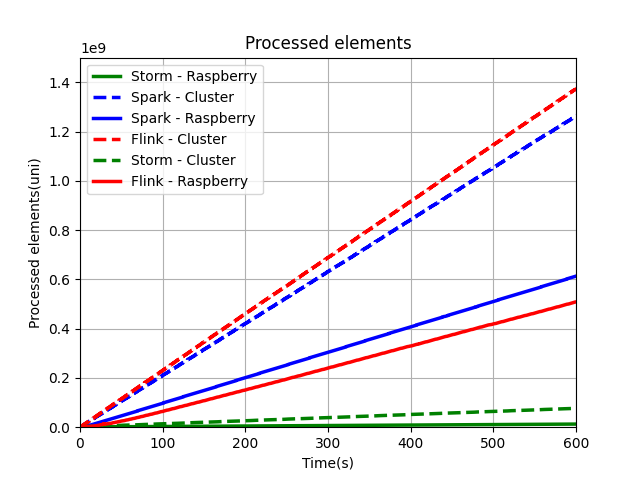 Processed elements
1e9
Storm - Raspberry
Spark - Cluster
Spark - Raspberry
Flink - Cluster
Storm - Cluster
Flink - Raspberry
1.4
1.2
1.0
0.8
0.6
0.4
0.2
0.0
Processed elements(uni)
0 100 200 300 400 500 600
Time(s)